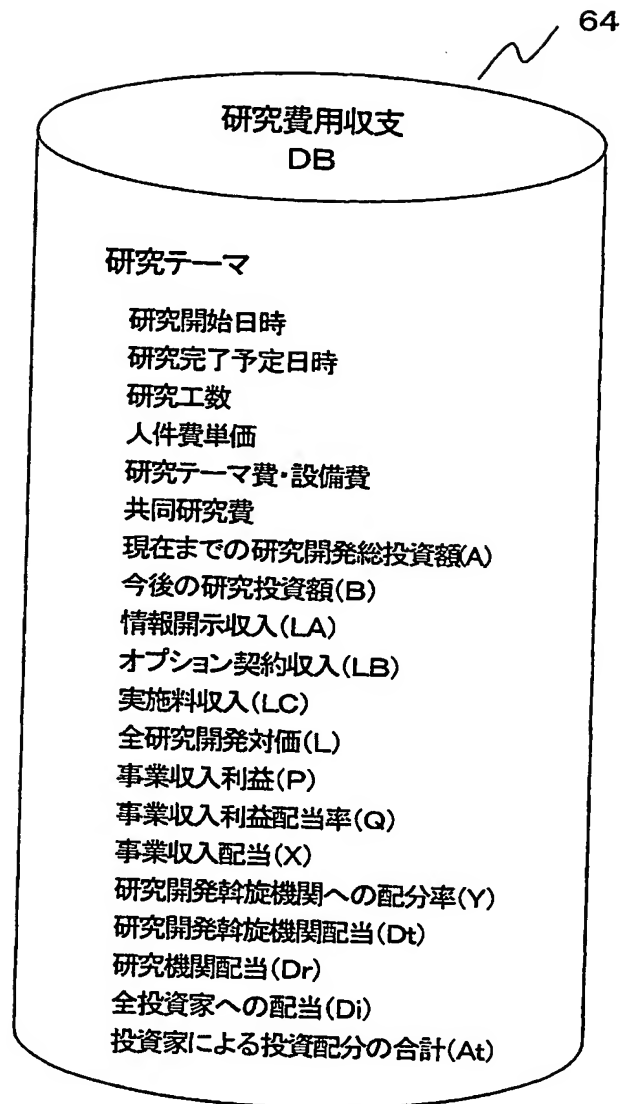 64
研究費用収支
DB
研究テーマ
研究開始日時
研究完了予定日時
研究工数
人件費単価
研究テーマ費・設備費
共同研究費
現在までの研究開発総投資額(A)
今後の研究投資額(B)
情報開示収入(LA)
オプション契約収入(LB)
実施料収入(LC)
全研究開発対価(L)
事業収入利益(P)
事業収入利益配当率(Q)
事業収入配当(X)
研究開発斡旋機関への配分率(Y)
研究開発斡旋機関配当(Dt)
研究機関配当(Dr)
全投資家への配当(Di)
投資家による投資配分の合計(At)